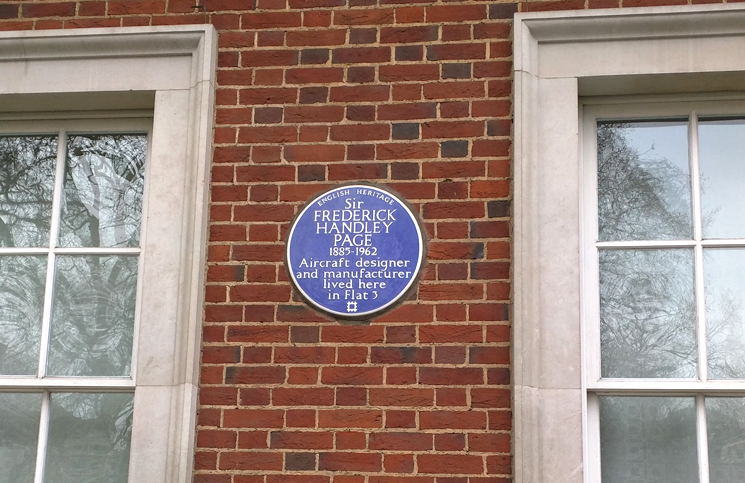 ENGLISH HERITAGE
Sir
FREDERICK
HANDLEY
PAGE
1885-1962
Aircraft designer
and manufacturer
lived here
in Flat 3